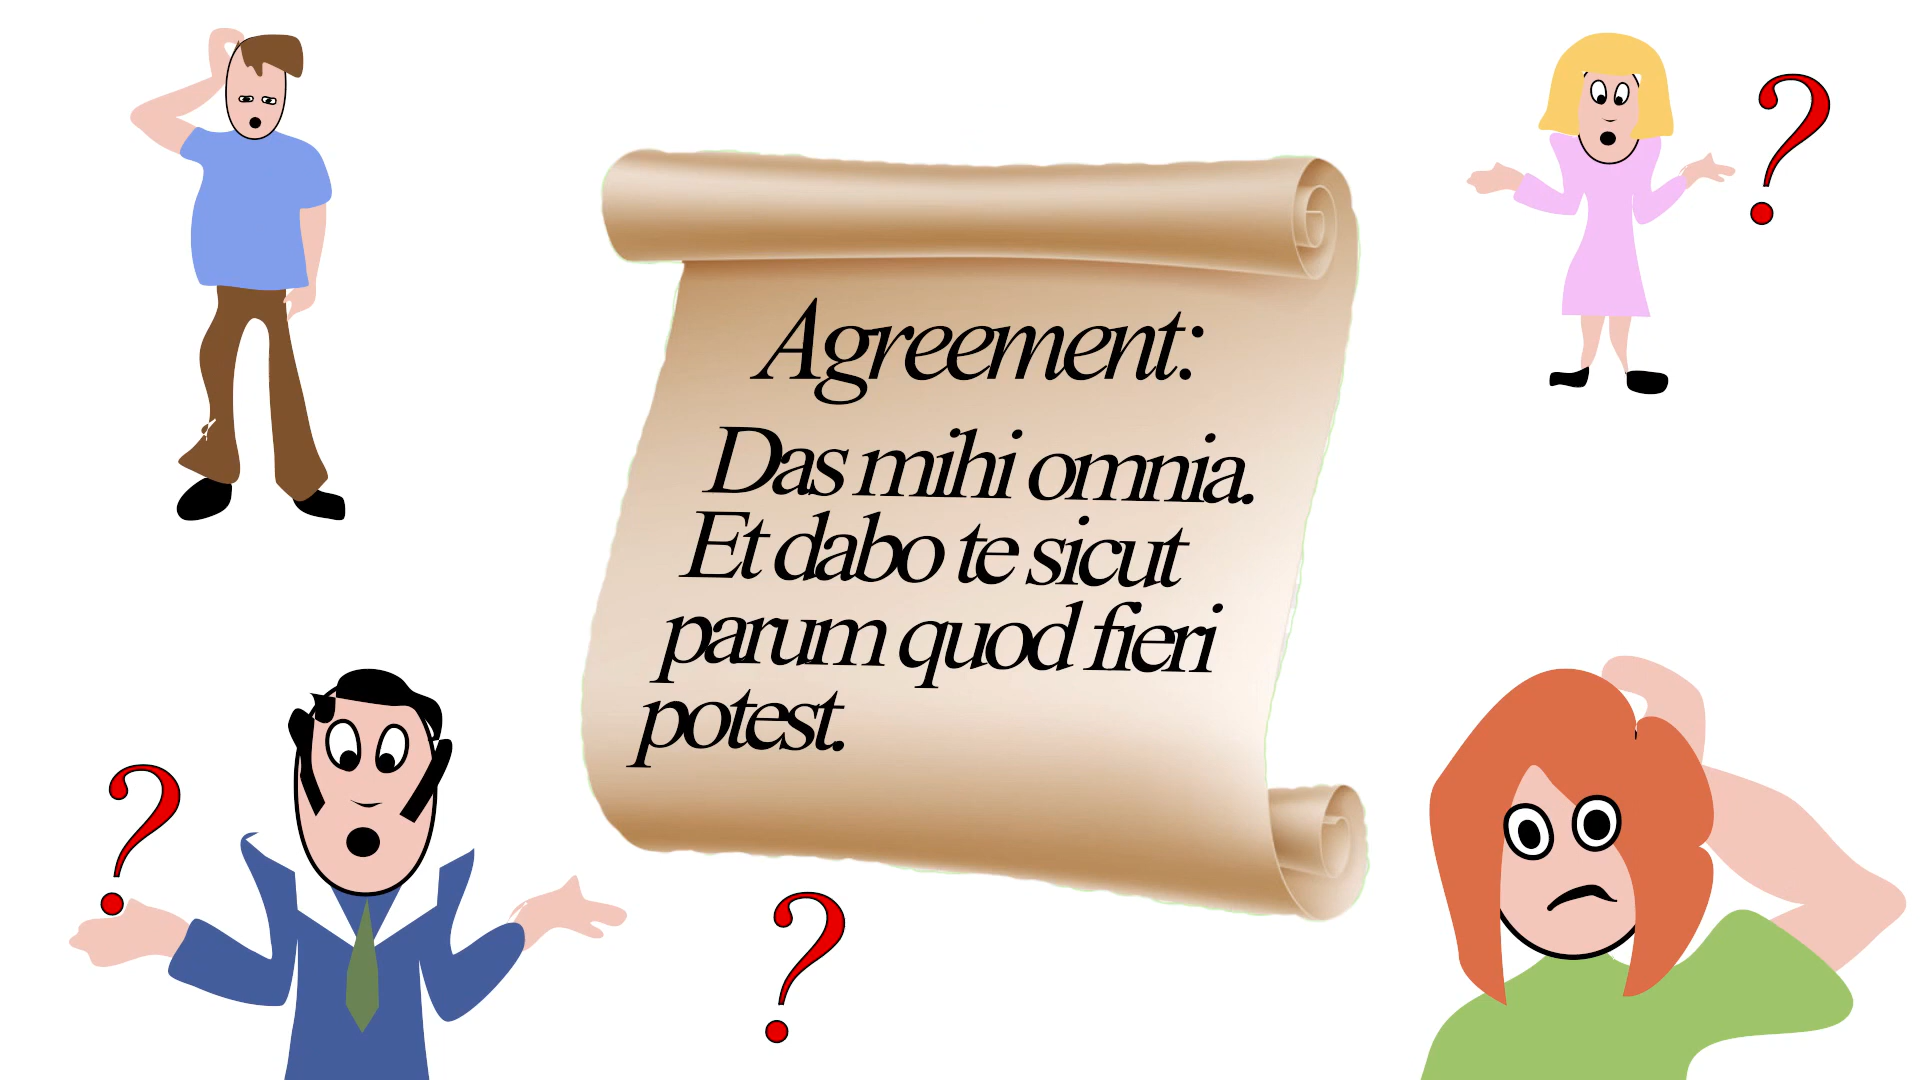 Agreement:
Das mihi omnia.
Et dabo te sicut
parum quod fieri
potest.
?
?
?